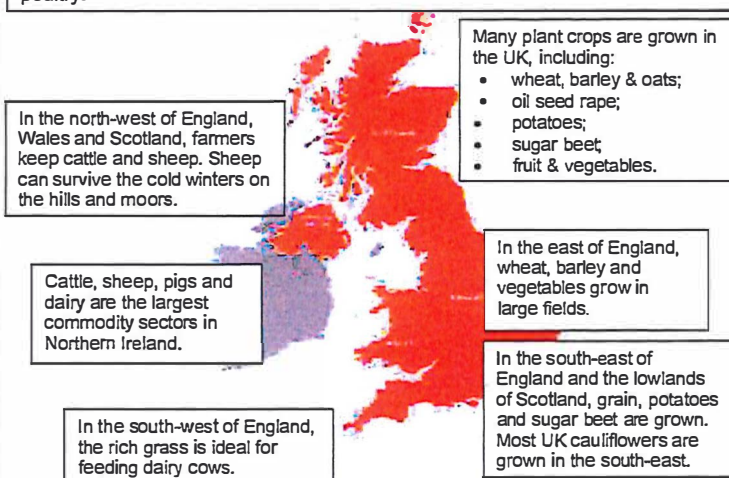 poultry.
Many plant crops are grown in
the UK, including:
• wheat, barley & oats;
• oil seed rape;
• potatoes;
• sugar beet;
• fruit & vegetables.
In the north-west of England,
Wales and Scotland, farmers
keep cattle and sheep. Sheep
can survive the cold winters on
the hills and moors.
In the east of England,
wheat, barley and
vegetables grow in
large fields.
Cattle, sheep, pigs and
dairy are the largest
commodity sectors in
Northern Ireland.
In the south-east of
England and the lowlands
of Scotland, grain, potatoes
and sugar beet are grown.
Most UK cauliflowers are
grown in the south-east.
In the south-west of England,
the rich grass is ideal for
feeding dairy cows.